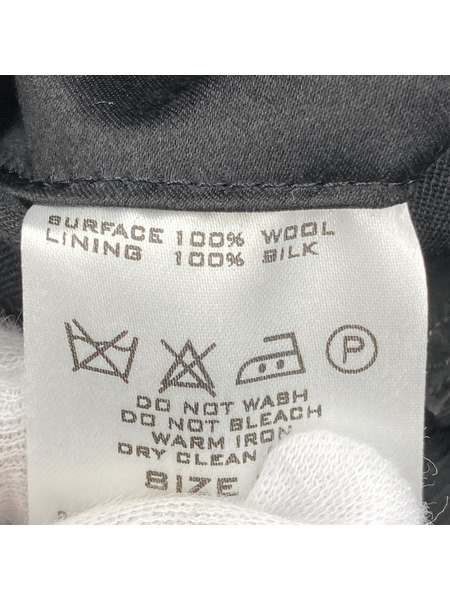 SURFACE 100% WOOL
LINING 100% SILK
P
DO NOT WASH
DO NOT BLEACH
WARM IRON
DRY CLEAN
SIZE